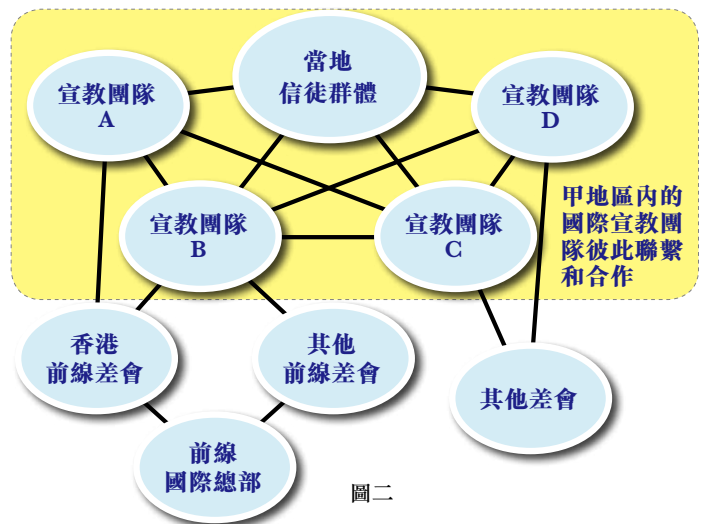 當地
信徒群體
宣教團隊
A
宣教團隊
D
宣教團隊
B
宣教團隊
C
甲地區內的
國際宣教團
隊彼此聯繫
和合作
香港
前線差會
其他
前線差會
其他差會
前線
國際總部
圖二